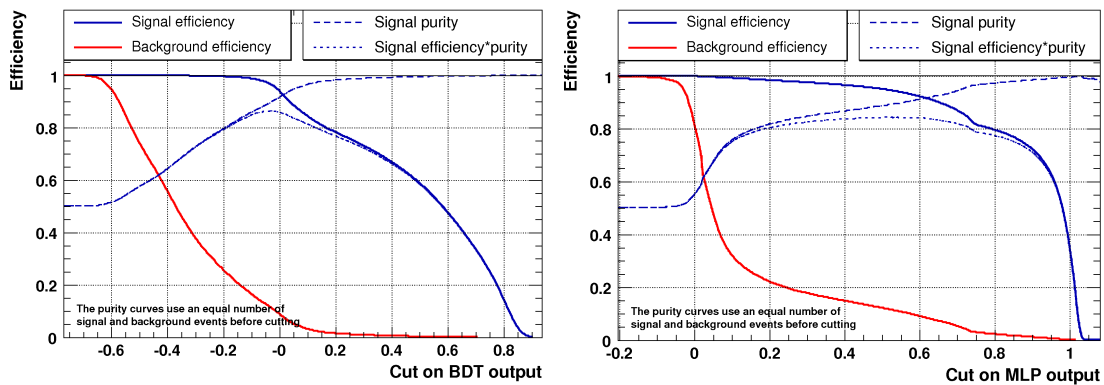 Efficiency
Signal efficiency
Background efficiency
Signal purity
Signal efficiency*purity
1
0.8
0.6
0.4
0.2
0
The purity curves use an equal number of
signal and background events before cutting
-0.6 -0.4 -0.2 -0 0.2 0.4 0.6 0.8
Cut on BDT output
Efficiency
Signal efficiency
Background efficiency
Signal purity
Signal efficiency*purity
1
0.8
0.6
0.4
0.2
0
The purity curves use an equal number of
signal and background events before cutting
-0.2 0 0.2 0.4 0.6 0.8 1
Cut on MLP output